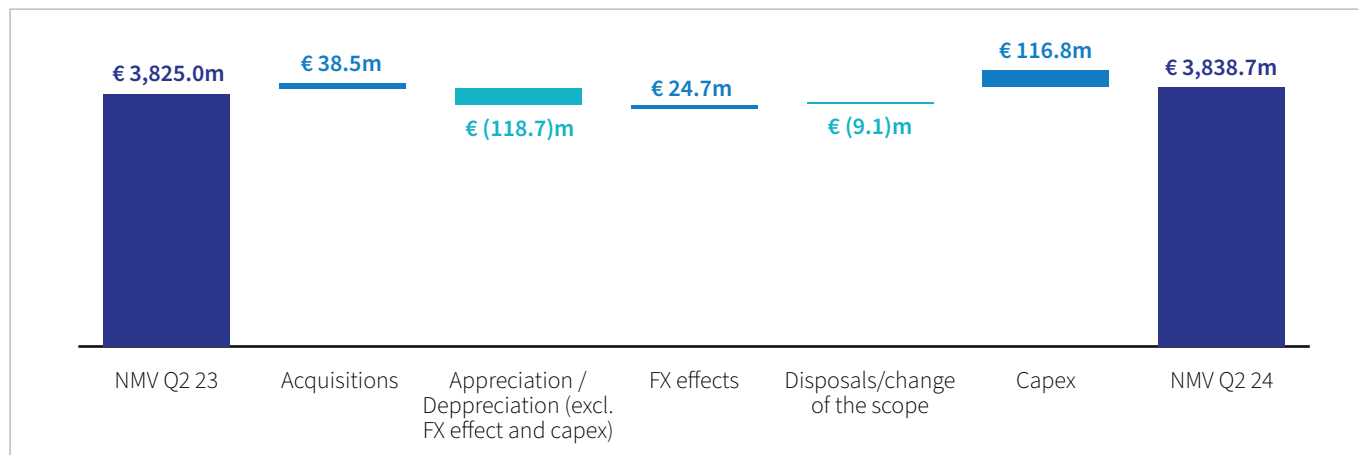 € 3,825.0m
€ 38.5m
€ (118.7)m
€ 24.7m
€ (9.1)m
€ 116.8m
€ 3,838.7m
NMV Q2 23
Acquisitions
Appreciation /
Deppreciation (excl.
FX effect and capex)
FX effects
Disposals/change
of the scope
Capex
NMV Q2 24